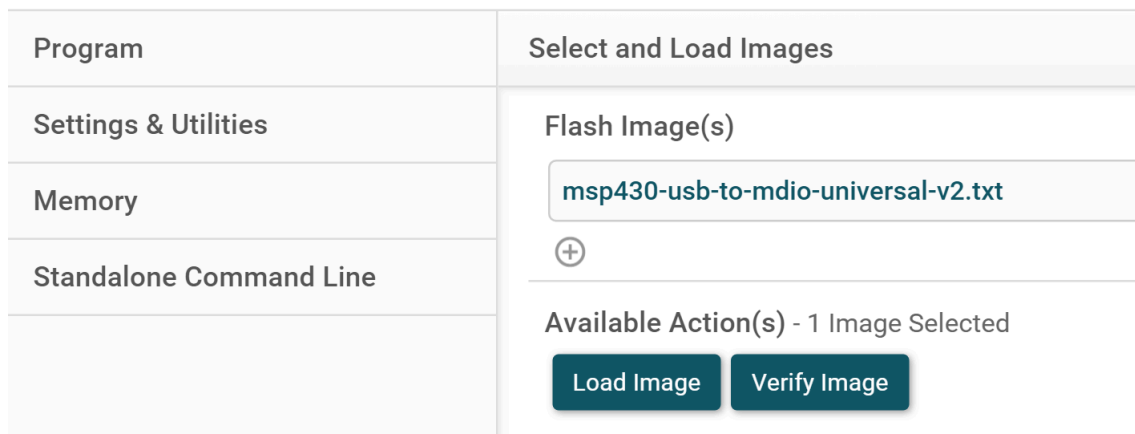 Program
Settings & Utilities
Memory
Standalone Command Line
Select and Load Images
Flash Image(s)
msp430-usb-to-mdio-universal-v2.txt
Available Action(s) - 1 Image Selected
Load Image
Verify Image